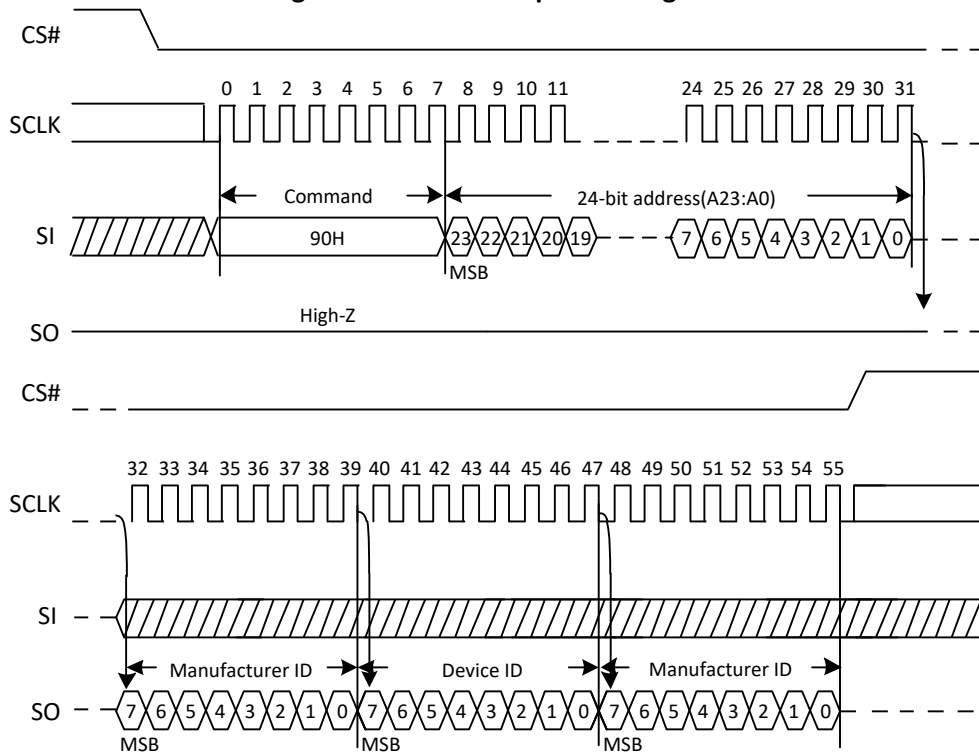 CS#
0 1 2 3 4 5 6 7 8 9 10 11 24 25 26 27 28 29 30 31
SCLK
Command 24-bit address(A23:A0)
SI 90H 23 22 21 20 19 7 6 5 4 3 2 1 0
MSB
High-Z
SO
CS#
32 33 34 35 36 37 38 39 40 41 42 43 44 45 46 47 48 49 50 51 52 53 54 55
SCLK
SI
Manufacturer ID Device ID Manufacturer ID
SO 7 6 5 4 3 2 1 0 7 6 5 4 3 2 1 0 7 6 5 4 3 2 1 0
MSB MSB MSB